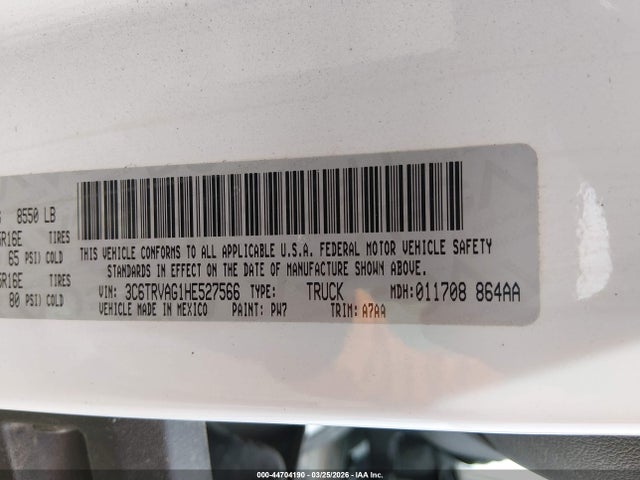 8550 LB
TIRES
65 PSI/ COLD
TIRES
80 PSI/ COLD
THIS VEHICLE CONFORMS TO ALL APPLICABLE U.S.A. FEDERAL MOTOR VEHICLE SAFETY
STANDARDS IN EFFECT ON THE DATE OF MANUFACTURE SHOWN ABOVE.
VIN: 3C6TRVAG1HE527566 TYPE: TRUCK MDH: 011708 864AA
VEHICLE MADE IN MEXICO PAINT: PW7 TRIM: A7AA
000-44704190 - 03/25/2026 - IAA Inc.